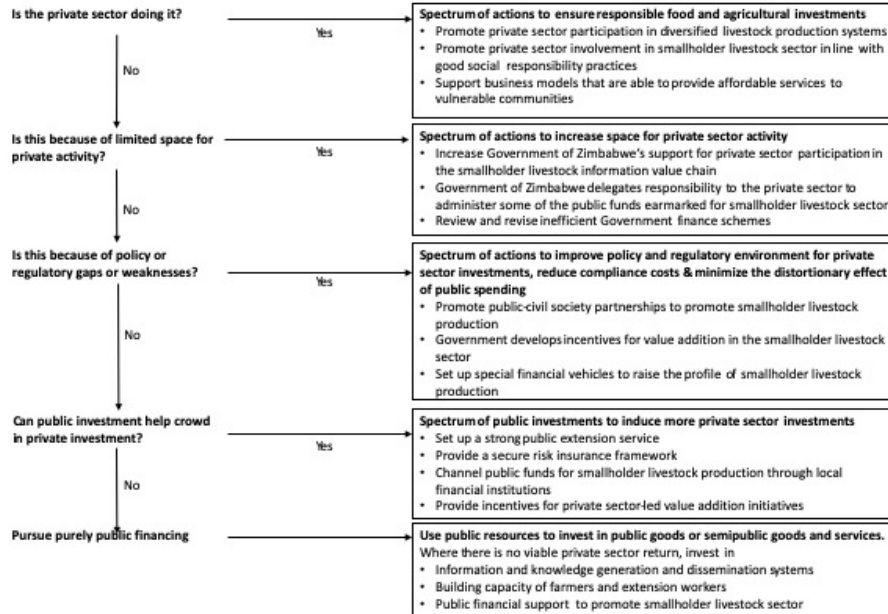 Is the private sector doing it?
Yes
Spectrum of actions to ensure responsible food and agricultural investments
• Promote private sector participation in diversified livestock production systems
• Promote private sector involvement in smallholder livestock sector in line with
good social responsibility practices
• Support business models that are able to provide affordable services to
vulnerable communities
No
Is this because of limited space for
private activity?
Yes
Spectrum of actions to increase space for private sector activity
• Increase Government of Zimbabwe's support for private sector participation in
the smallholder livestock information value chain
• Government of Zimbabwe delegates responsibility to the private sector to
administer some of the public funds earmarked for smallholder livestock sector
• Review and revise inefficient Government finance schemes
No
Is this because of policy or
regulatory gaps or weaknesses?
Yes
Spectrum of actions to improve policy and regulatory environment for private
sector investments, reduce compliance costs & minimize the distortionary effect
of public spending
• Promote public-civil society partnerships to promote smallholder livestock
production
• Government develops incentives for value addition in the smallholder livestock
sector
• Set up special financial vehicles to raise the profile of smallholder livestock
production
No
Can public investment help crowd
in private investment?
Yes
Spectrum of public investments to induce more private sector investments
• Set up a strong public extension service
• Provide a secure risk insurance framework
• Channel public funds for smallholder livestock production through local
financial institutions
• Provide incentives for private sector-led value addition initiatives
No
Pursue purely public financing
Use public resources to invest in public goods or semipublic goods and services.
Where there is no viable private sector return, invest in
• Information and knowledge generation and dissemination systems
• Building capacity of farmers and extension workers
• Public financial support to promote smallholder livestock sector